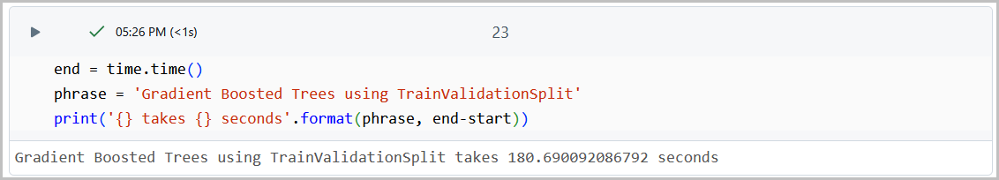 05:26 PM (<1s)
23
end = time.time()
phrase = 'Gradient Boosted Trees using TrainValidationSplit'
print('{} takes {} seconds'.format(phrase, end-start))
Gradient Boosted Trees using TrainValidationSplit takes 180.690092086792 seconds